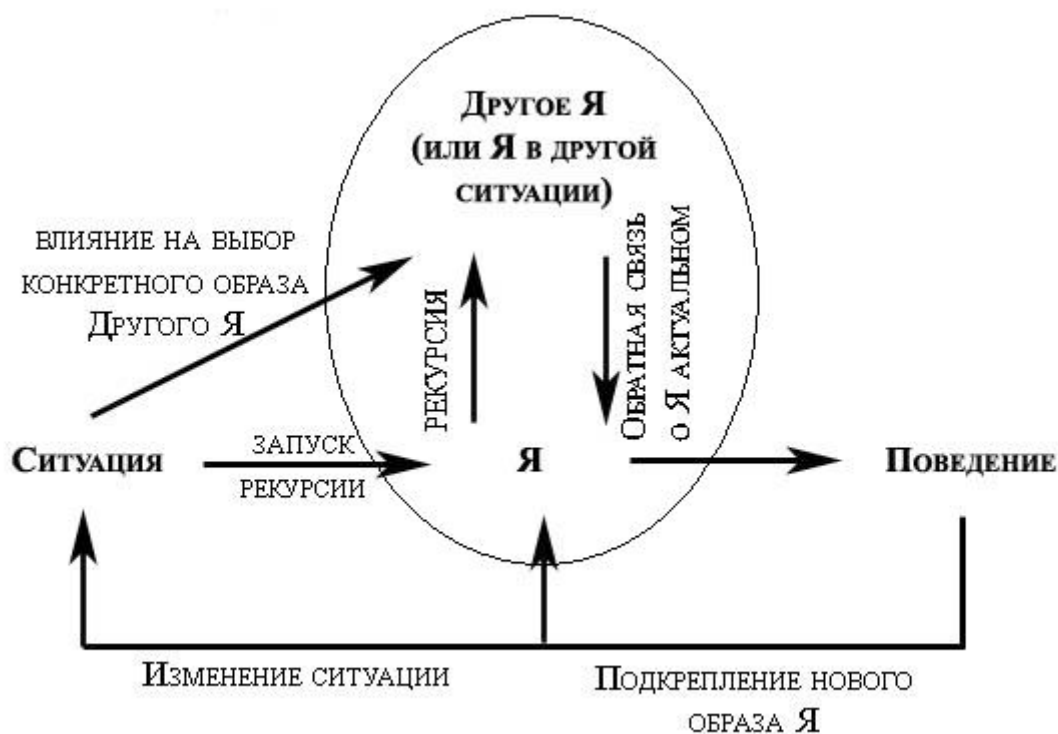 Другое Я
(или Я в другой
ситуации)
влияние на выбор
конкретного образа
Другого Я
рекурсия
Обратная связь
о Я актуальном
Ситуация
запуск
рекурсии
Я
Поведение
Изменение ситуации
Подкрепление нового
образа Я